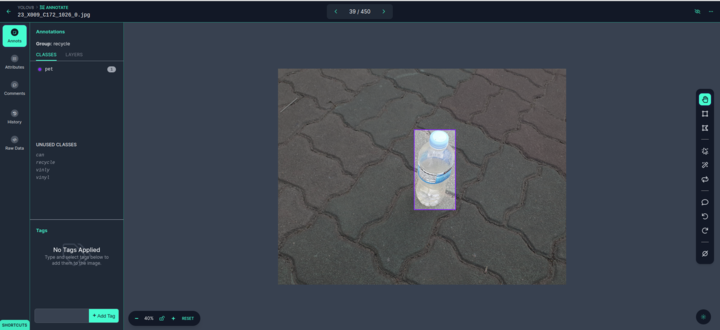 YOLOV8 > ANNOTATE
23_X009_C172_1026_0.jpg
39 / 450
Annotate
Attributes
Comments
History
Raw Data
SHORTCUTS
Annotations
Group: recycle
CLASSES LAYERS
pet 1
UNUSED CLASSES
can
recycle
vinyl
Tags
No Tags Applied
Type and select tags below to
add them to the image.
+ Add Tag
− 40% + RESET